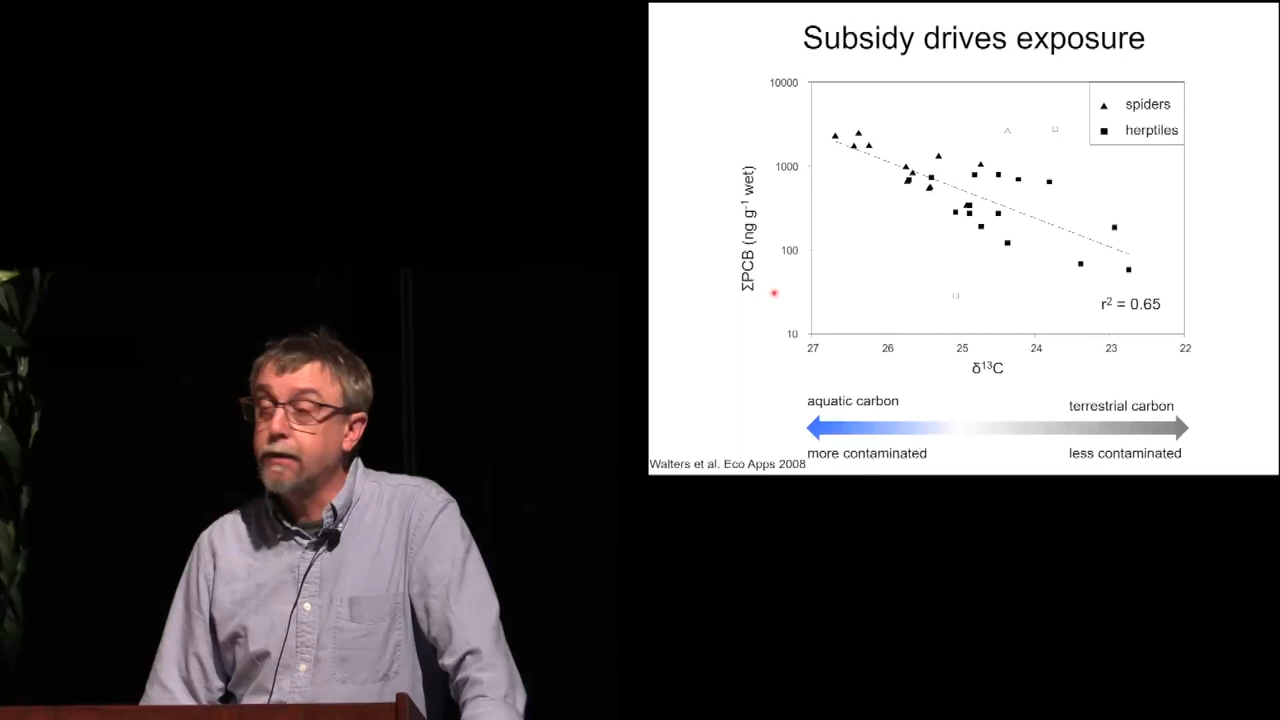 Subsidy drives exposure
10000
1000
100
10
ΣPCB (ng g⁻¹ wet)
spiders
herptiles
r² = 0.65
27 26 25 24 23 22
δ¹³C
aquatic carbon
terrestrial carbon
more contaminated
less contaminated
Walters et al. Eco Apps 2008